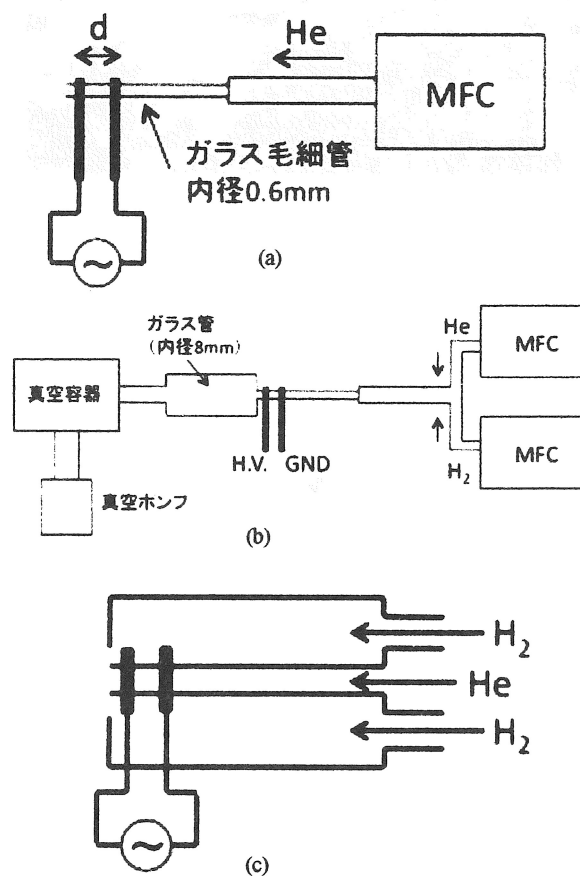 d
He
MFC
ガラス毛細管
内径0.6mm
~
(a)
ガラス管
(内径8mm)
He
MFC
真空容器
H.V. GND
H2
MFC
真空ホンフ
(b)
H2
He
H2
~
(c)